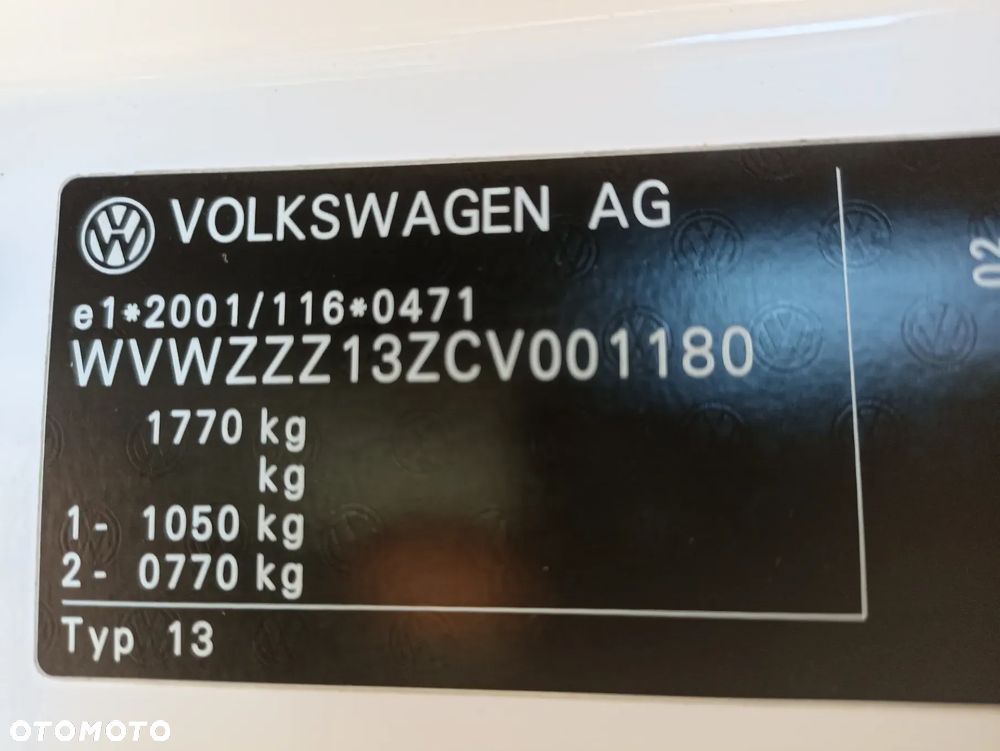 VOLKSWAGEN AG
e1*2001/116*0471
WVWZZZ13ZCV001180
1770 kg
kg
1- 1050 kg
2- 0770 kg
Typ 13
02
OTOMOTO